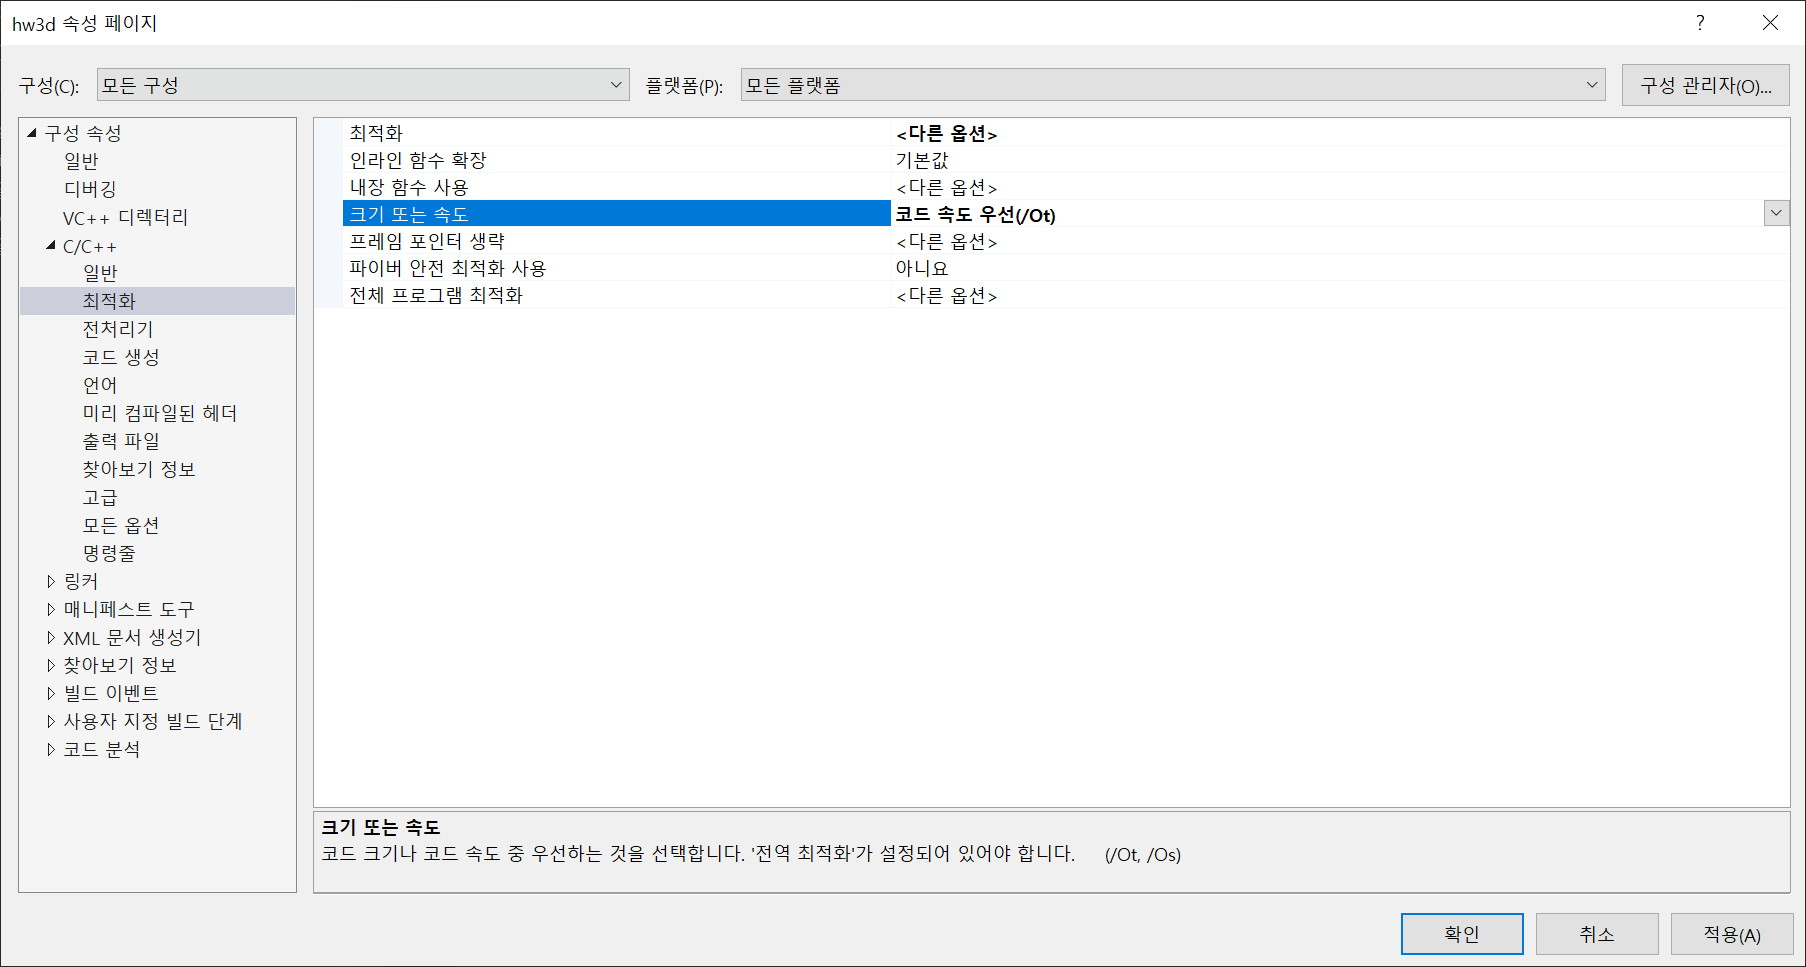 hw3d 속성 페이지
?
구성(C): 모든 구성 플랫폼(P): 모든 플랫폼 구성 관리자(O)...
구성 속성
일반
디버깅
VC++ 디렉터리
C/C++
일반
최적화
전처리기
코드 생성
언어
미리 컴파일된 헤더
출력 파일
찾아보기 정보
고급
모든 옵션
명령줄
링커
매니페스트 도구
XML 문서 생성기
찾아보기 정보
빌드 이벤트
사용자 지정 빌드 단계
코드 분석
최적화 <다른 옵션>
인라인 함수 확장 기본값
내장 함수 사용 <다른 옵션>
크기 또는 속도 코드 속도 우선(/Ot)
프레임 포인터 생략 <다른 옵션>
파이버 안전 최적화 사용 아니요
전체 프로그램 최적화 <다른 옵션>
크기 또는 속도
코드 크기나 코드 속도 중 우선하는 것을 선택합니다. '전역 최적화'가 설정되어 있어야 합니다. (/Ot, /Os)
확인 취소 적용(A)